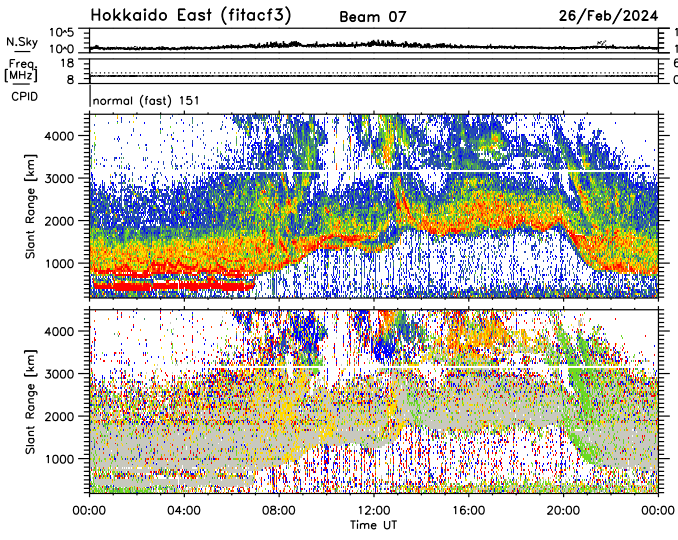 Hokkaido East (fitacf3) Beam 07 26/Feb/2024
N.Sky 10^5 10^0
Freq. [MHz] 18 8
CPID normal (fast) 151
Slant Range [km] 4000 3000 2000 1000
Slant Range [km] 4000 3000 2000 1000
00:00 04:00 08:00 12:00 16:00 20:00 00:00
Time UT